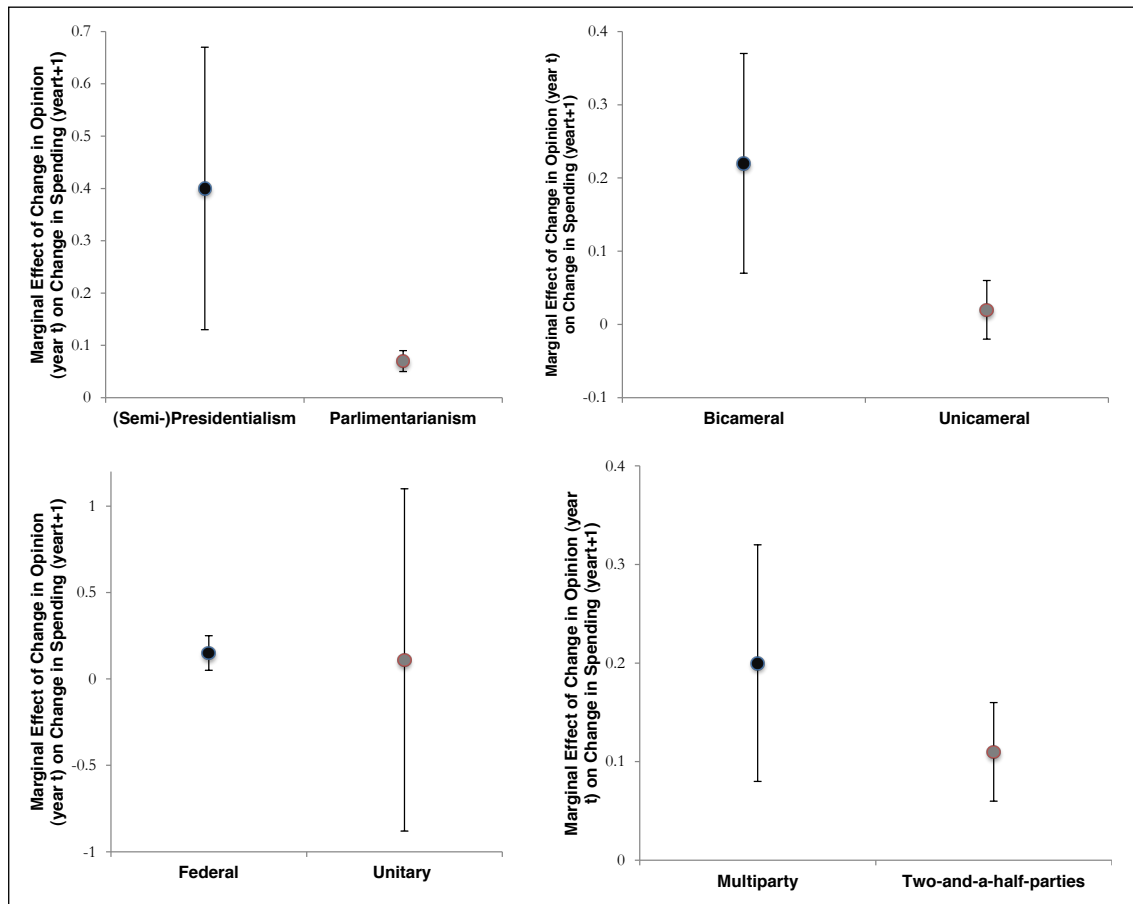 Marginal Effect of Change in Opinion
(year t) on Change in Spending (yeart+1)
0.7
0.6
0.5
0.4
0.3
0.2
0.1
0
(Semi-)Presidentialism
Parlimentarianism
Marginal Effect of Change in Opinion (year t)
on Change in Spending (yeart+1)
0.4
0.3
0.2
0.1
0
-0.1
Bicameral
Unicameral
Marginal Effect of Change in Opinion
(year t) on Change in Spending (yeart+1)
1
0.5
0
-0.5
-1
Federal
Unitary
Marginal Effect of Change in Opinion (year
t) on Change in Spending (yeart+1)
0.4
0.3
0.2
0.1
0
Multiparty
Two-and-a-half-parties